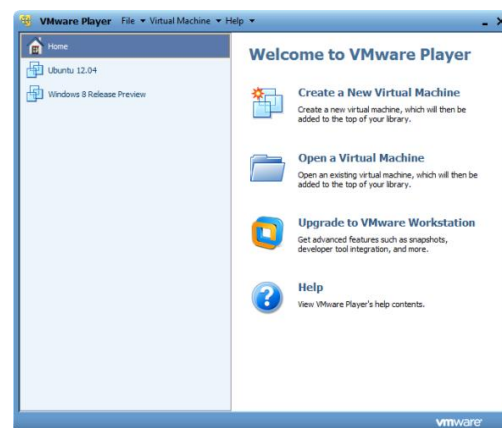 VMware Player File Virtual Machine Help
Home
Ubuntu 12.04
Windows 8 Release Preview
Welcome to VMware Player
Create a New Virtual Machine
Create a new virtual machine, which will then be
added to the top of your library.
Open a Virtual Machine
Open an existing virtual machine, which will then be
added to the top of your library.
Upgrade to VMware Workstation
Get advanced features such as snapshots,
developer tool integration, and more.
Help
View VMware Player's help contents.
vmware